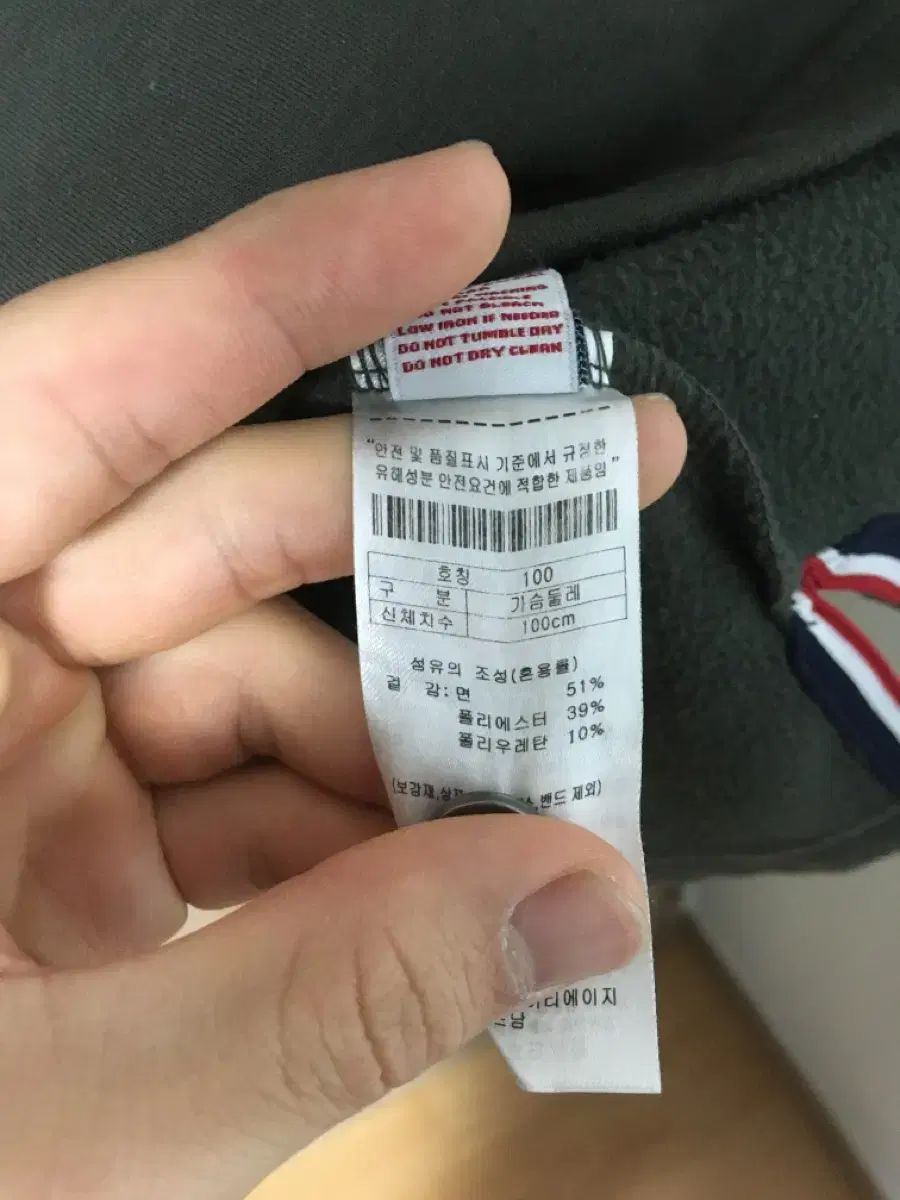 DO NOT BLEACH
LOW IRON IF NEEDED
DO NOT TUMBLE DRY
DO NOT DRY CLEAN
"안전 및 품질표시 기준에서 규정한
유해성분 안전요건에 적합한 제품임"
호칭 100
구 분 가슴둘레
신체치수 100cm
섬유의 조성(혼용률)
겉 감:면 51%
폴리에스터 39%
폴리우레탄 10%
(보강재, 밴드 제외)